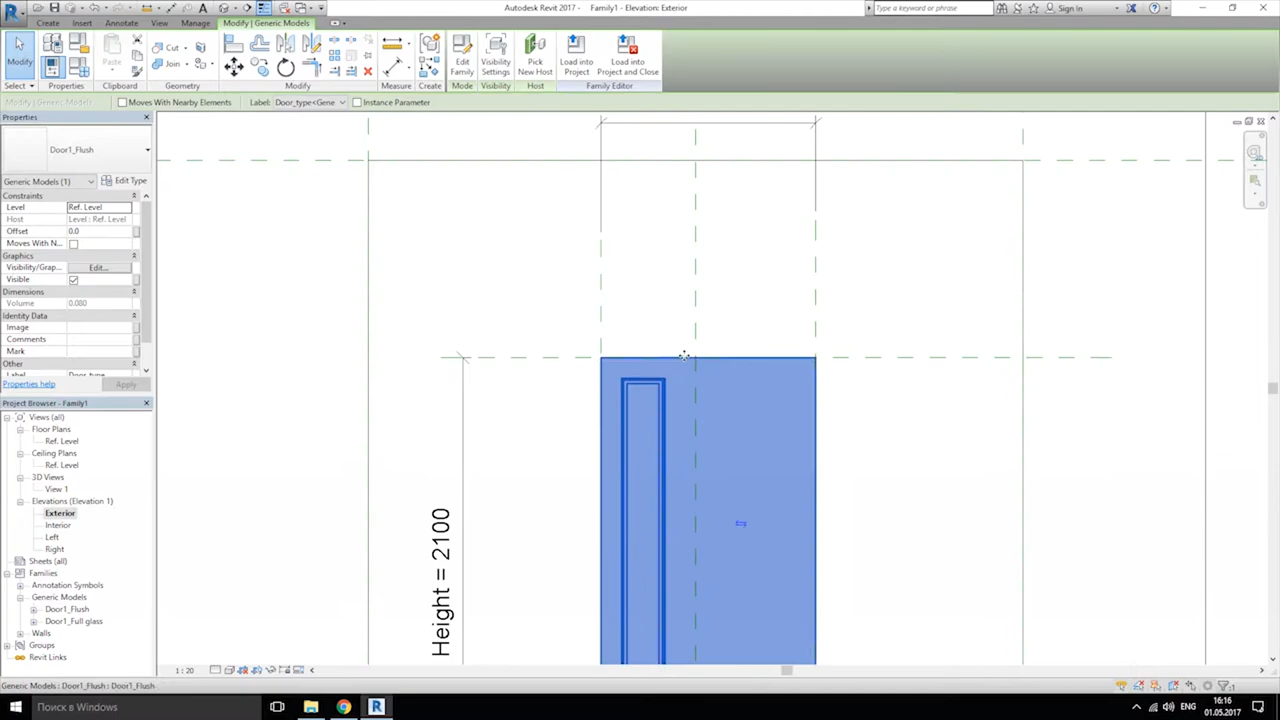 Autodesk Revit 2017 - Family1 - Elevation: Exterior
Type a keyword or phrase
Sign In
Create Insert Annotate View Manage Modify | Generic Models
Modify
Paste
Cut
Join
Edit Family
Visibility Settings
Pick New Host
Load into Project
Load into Project and Close
Select Properties Clipboard Geometry Modify Measure Create Mode Visibility Host Family Editor
Modify | Generic Models
Moves With Nearby Elements
Label: Door_type<Gene
Instance Parameter
Properties
Door1_Flush
Generic Models (1)
Edit Type
Constraints
Level Ref. Level
Host Level : Ref. Level
Offset 0.0
Moves With N...
Graphics
Visibility/Grap... Edit...
Visible
Dimensions
Volume 0.080
Identity Data
Image
Comments
Mark
Other
Label Door_type
Properties help
Apply
Project Browser - Family1
Views (all)
Floor Plans
Ref. Level
Ceiling Plans
Ref. Level
3D Views
View 1
Elevations (Elevation 1)
Exterior
Interior
Left
Right
Sheets (all)
Families
Annotation Symbols
Generic Models
Door1_Flush
Door1_Full glass
Walls
Groups
Revit Links
Height = 2100
1 : 20
Generic Models : Door1_Flush : Door1_Flush
:1
Поиск в Windows
ENG
16:16
01.05.2017